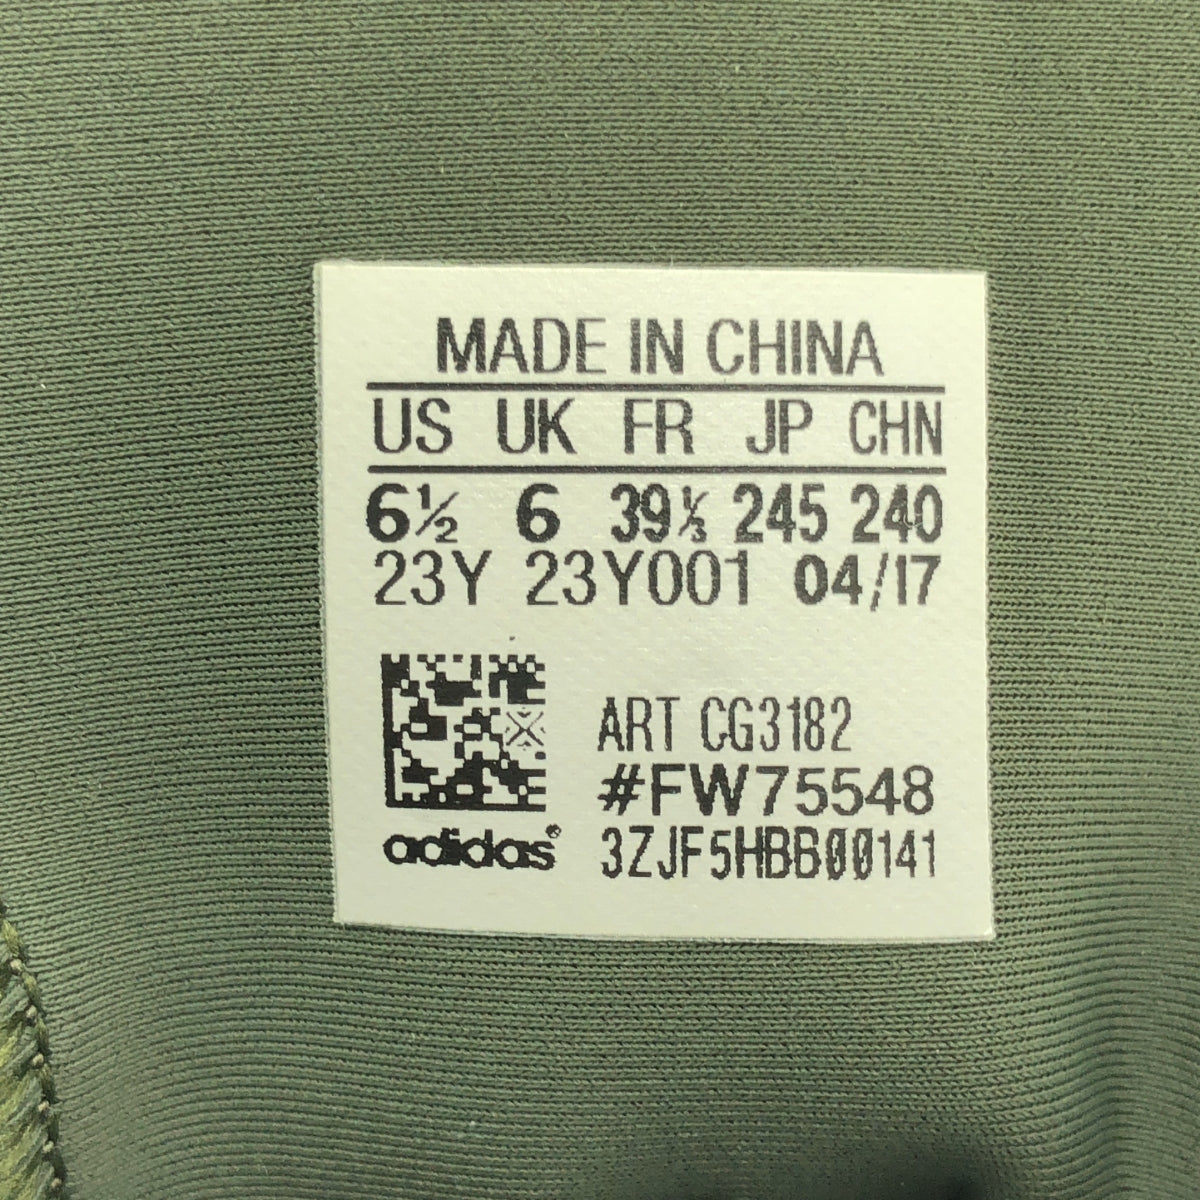 MADE IN CHINA
US UK FR JP CHN
6½ 6 39⅓ 245 240
23Y 23Y001 04/17
ART CG3182
#FW75548
adidas® 3ZJF5HBB00141